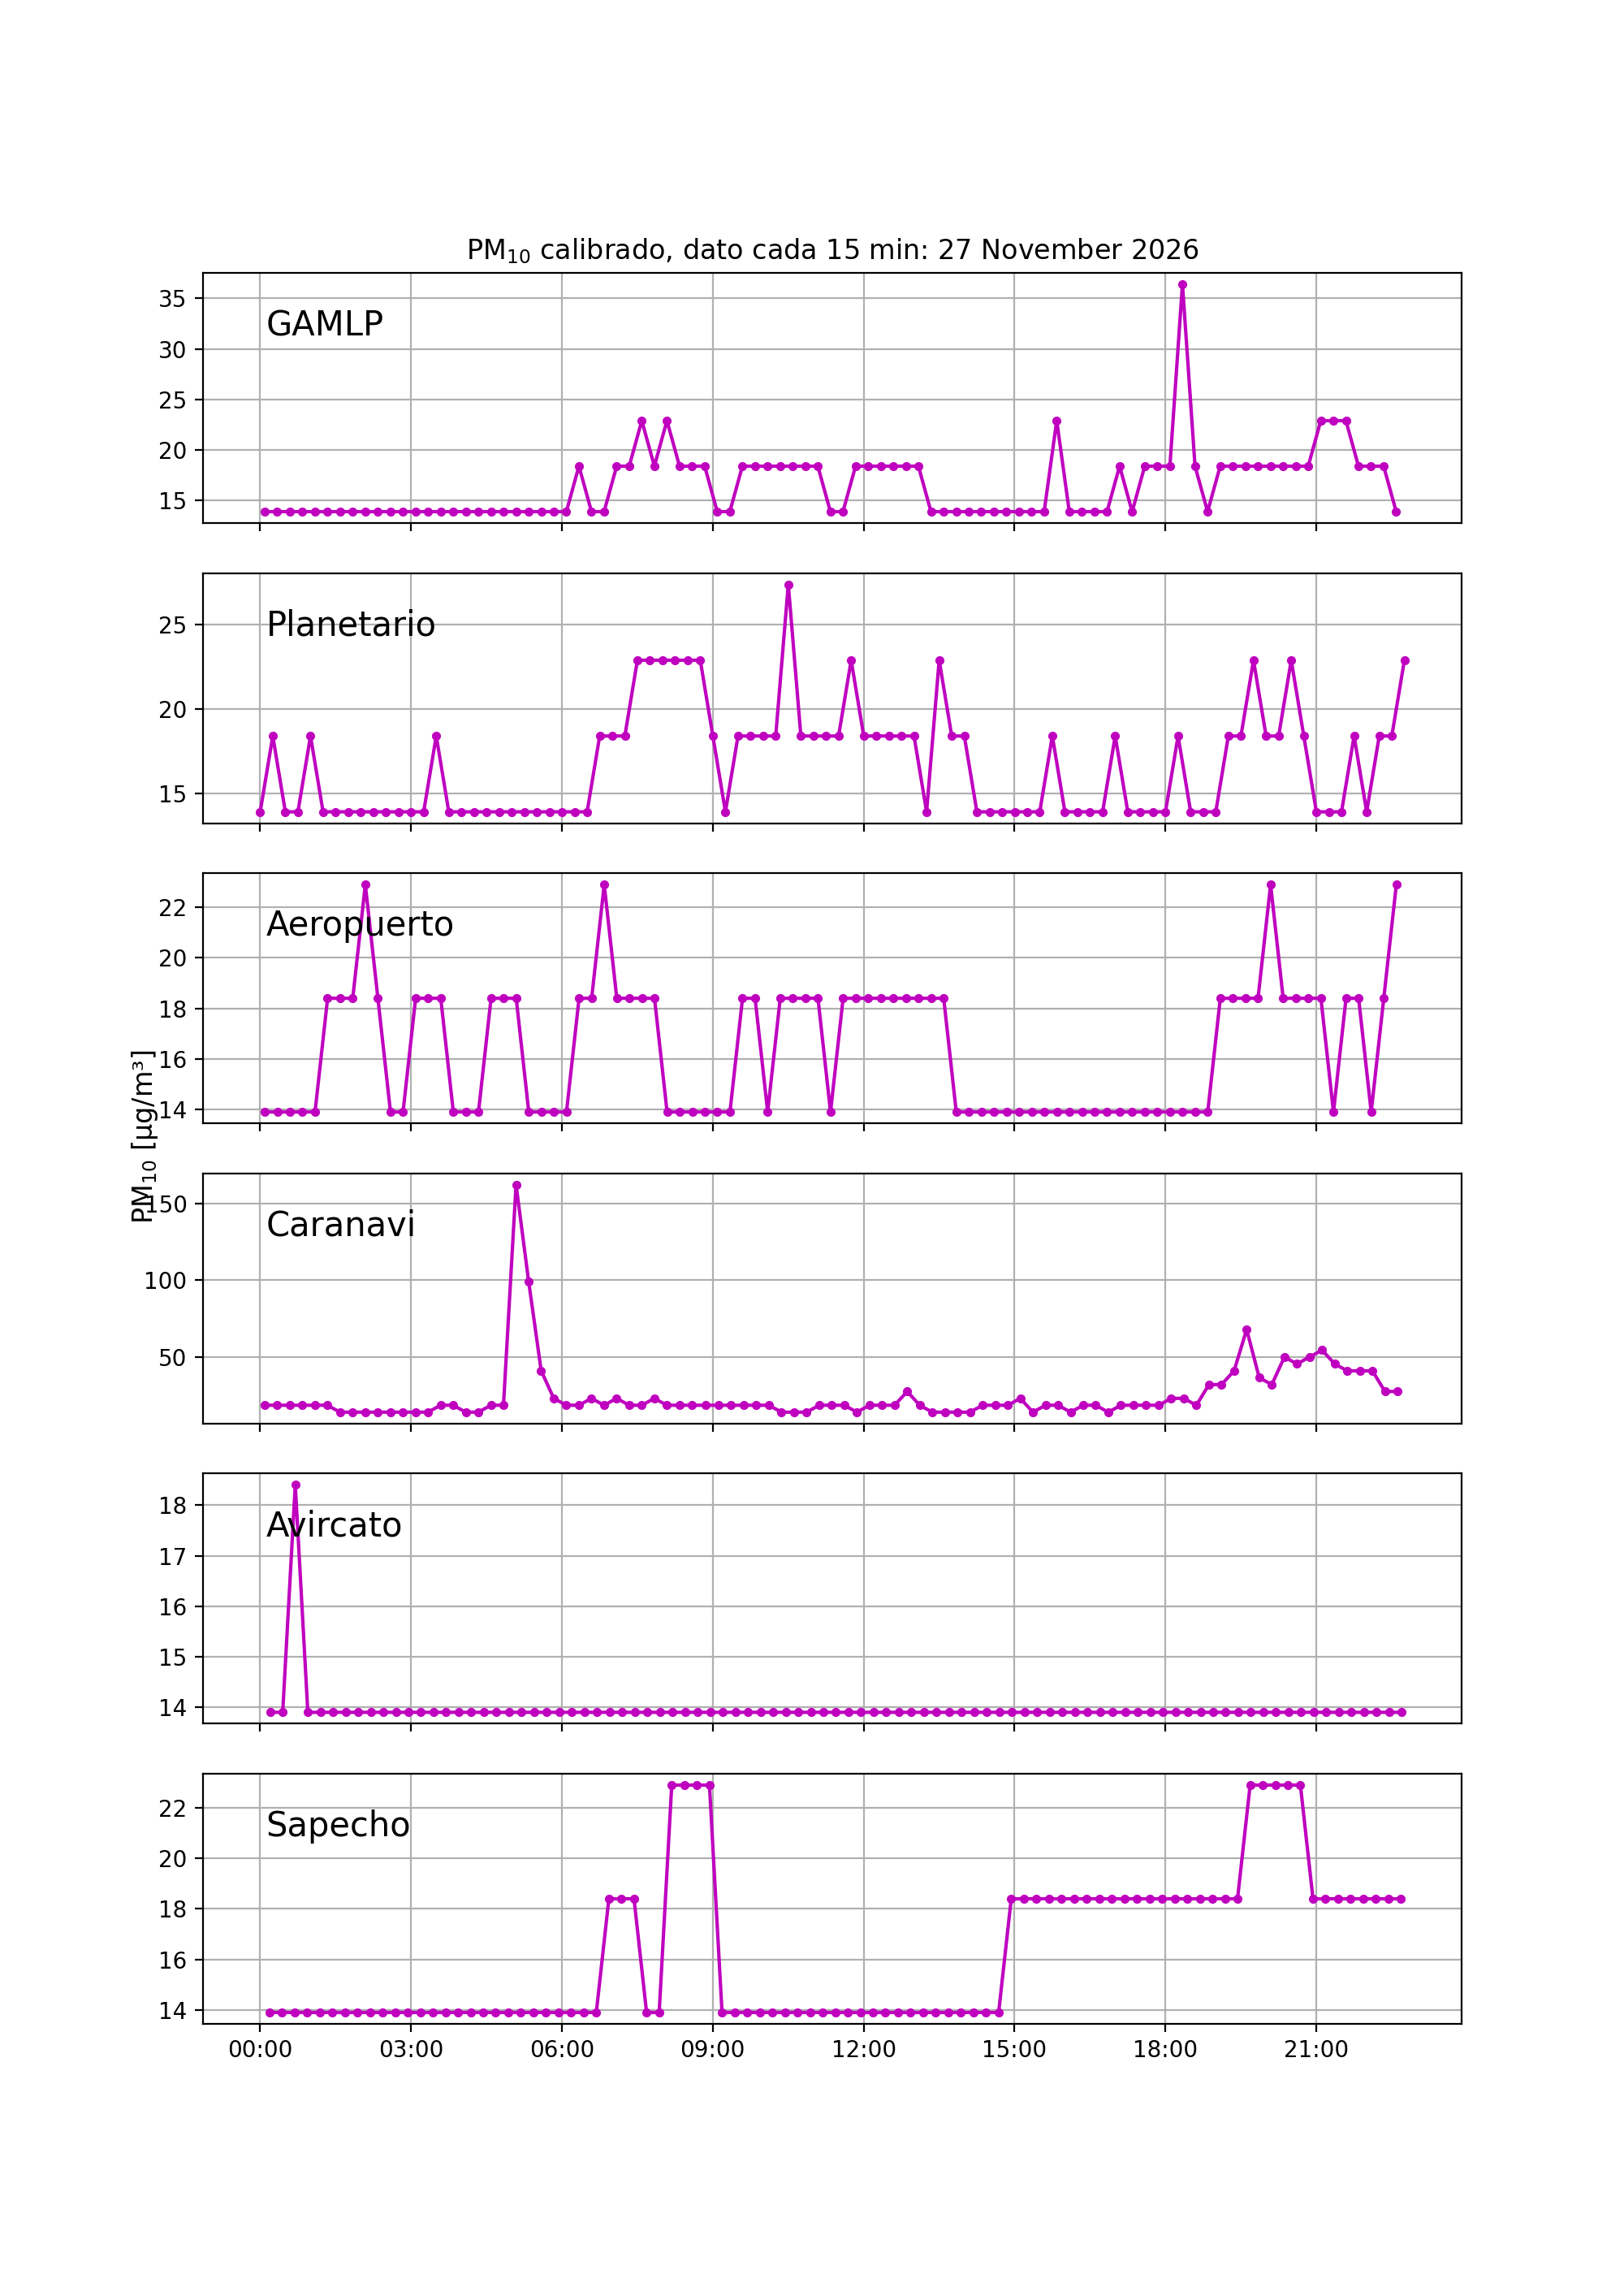 PM₁₀ calibrado, dato cada 15 min: 27 November 2026
35
GAMLP
30
25
20
15
Planetario
25
20
15
22
Aeropuerto
20
18
16
14
PM₁₀ [µg/m³]
150
Caranavi
100
50
18
Avircato
17
16
15
14
22
Sapecho
20
18
16
14
00:00 03:00 06:00 09:00 12:00 15:00 18:00 21:00